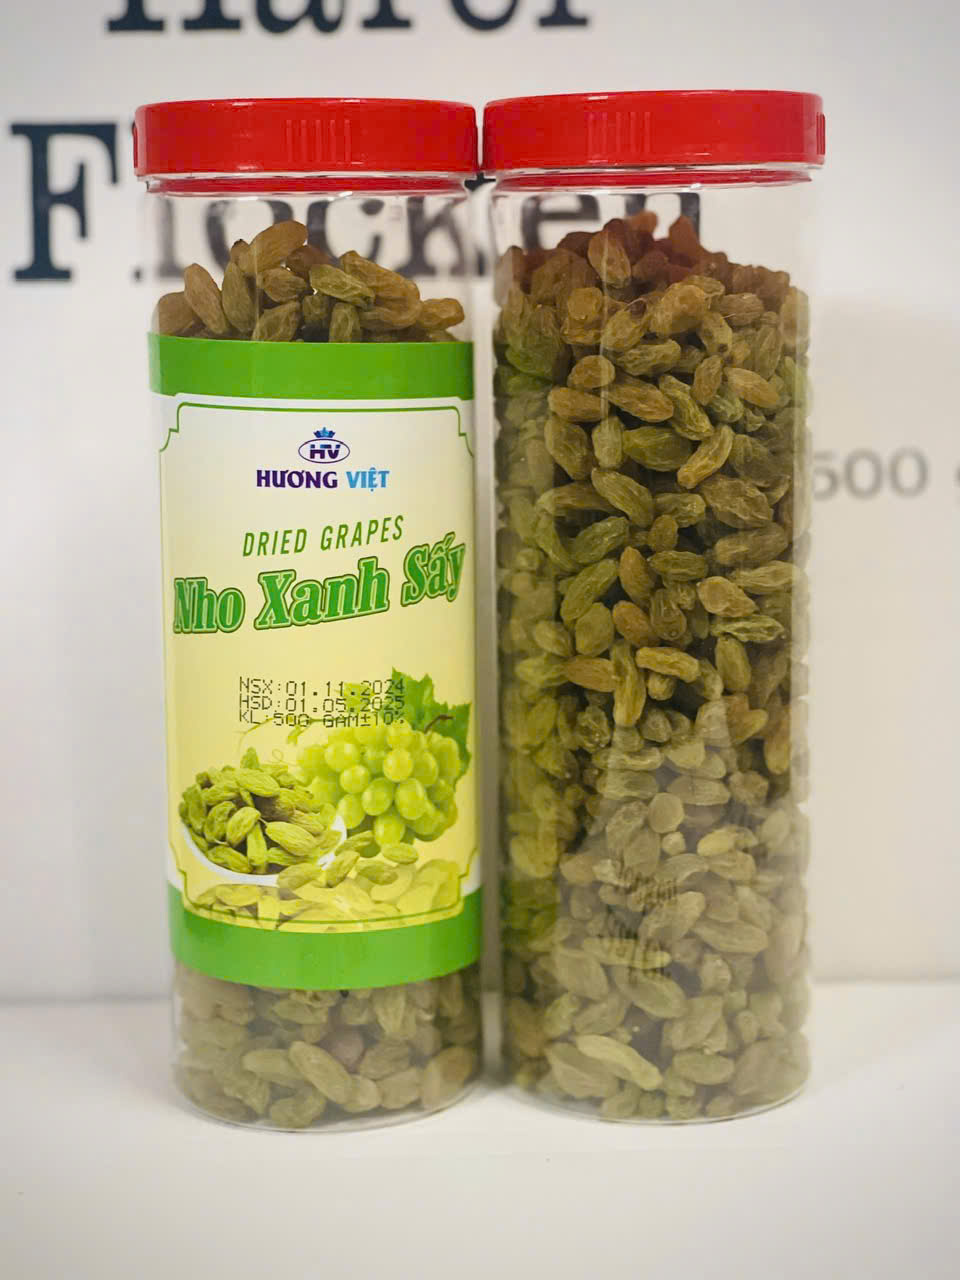 Flocken
500
HV
HƯƠNG VIỆT
DRIED GRAPES
Nho Xanh Sấy
NSX:01.11.2024
HSD:01.05.2025
KL:500 GAM±10%